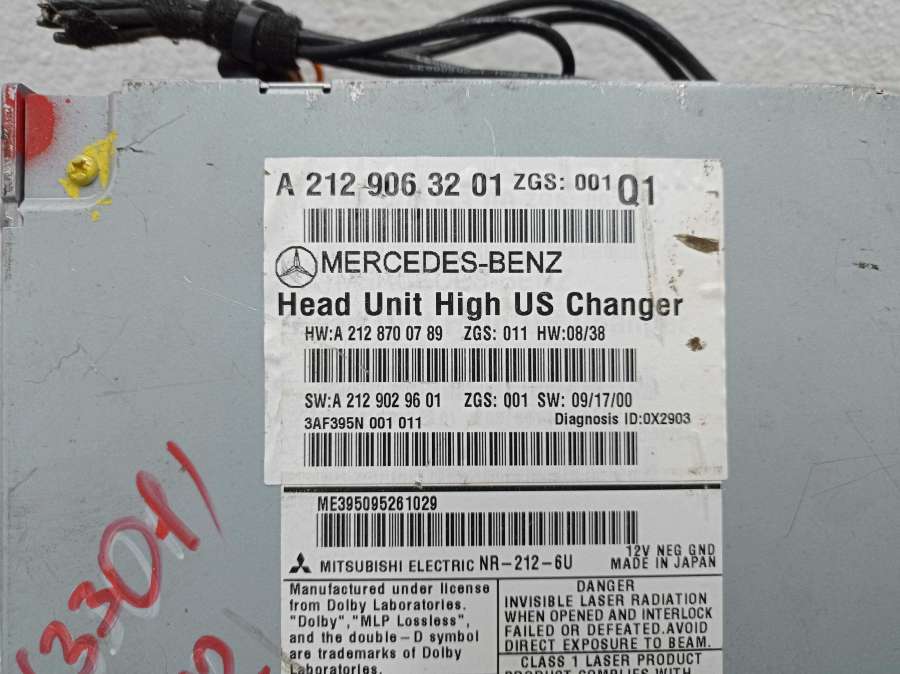 A 212 906 32 01 ZGS: 001 Q1
MERCEDES-BENZ
Head Unit High US Changer
HW:A 212 870 07 89 ZGS: 011 HW:08/38
SW:A 212 902 96 01 ZGS: 001 SW: 09/17/00
3AF395N 001 011 Diagnosis ID:0X2903
ME395095261029
MITSUBISHI ELECTRIC NR-212-6U
12V NEG GND
MADE IN JAPAN
Manufactured under license
from Dolby Laboratories.
"Dolby","MLP Lossless",
and the double-D symbol
are trademarks of Dolby
Laboratories.
DANGER
INVISIBLE LASER RADIATION
WHEN OPENED AND INTERLOCK
FAILED OR DEFEATED.AVOID
DIRECT EXPOSURE TO BEAM.
CLASS 1 LASER PRODUCT
PRODUCT COMPLIES WITH